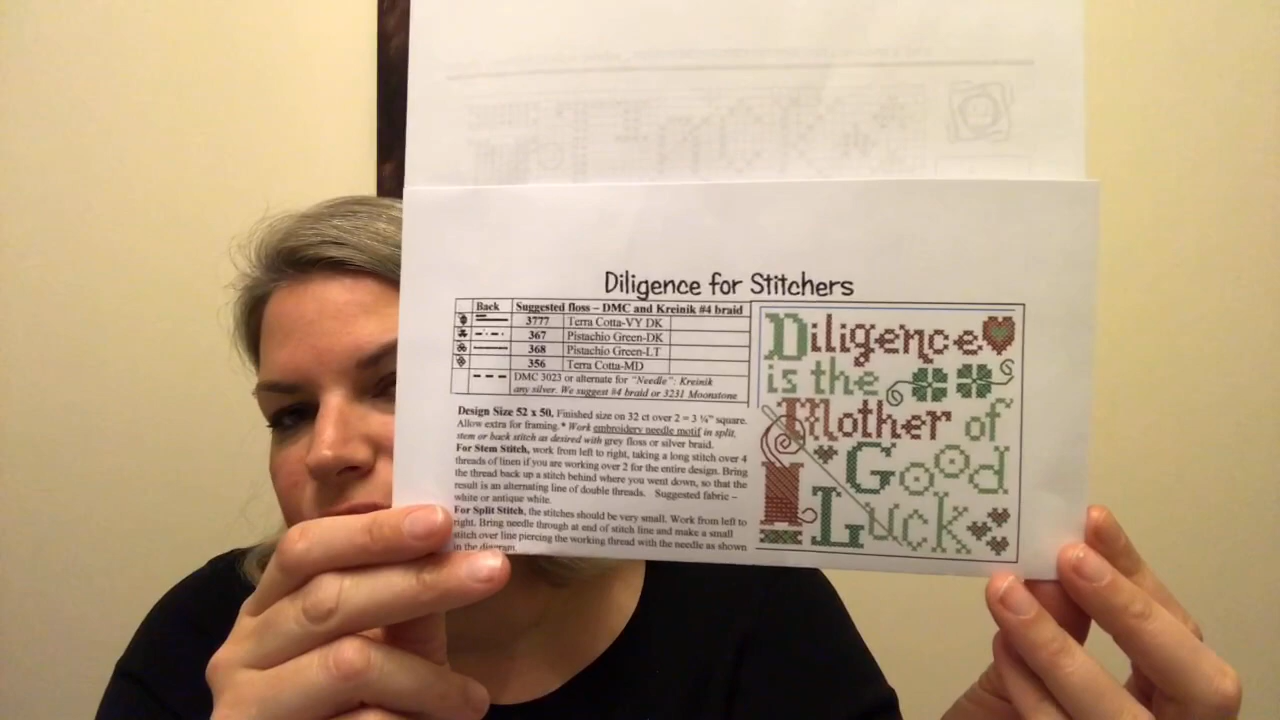 Diligence for Stitchers
Back Suggested floss – DMC and Kreinik #4 braid
3777 Terra Cotta-VY DK
367 Pistachio Green-DK
368 Pistachio Green-LT
356 Terra Cotta-MD
DMC 3023 or alternate for "Needle": Kreinik
any silver. We suggest #4 braid or 3231 Moonstone
Design Size 52 x 50, Finished size on 32 ct over 2 = 3 ¼" square.
Allow extra for framing.* Work embroidery needle motif in split,
stem or back stitch as desired with grey floss or silver braid.
For Stem Stitch, work from left to right, taking a long stitch over 4
threads of linen if you are working over 2 for the entire design. Bring
the thread back up a stitch behind where you went down, so that the
result is an alternating line of double threads. Suggested fabric –
white or antique white.
For Split Stitch, the stitches should be very small. Work from left to
right. Bring needle through at end of stitch line and make a small
stitch over line piercing the working thread with the needle as shown
in the diagram.
Diligence
is the
Mother of
Good
Luck